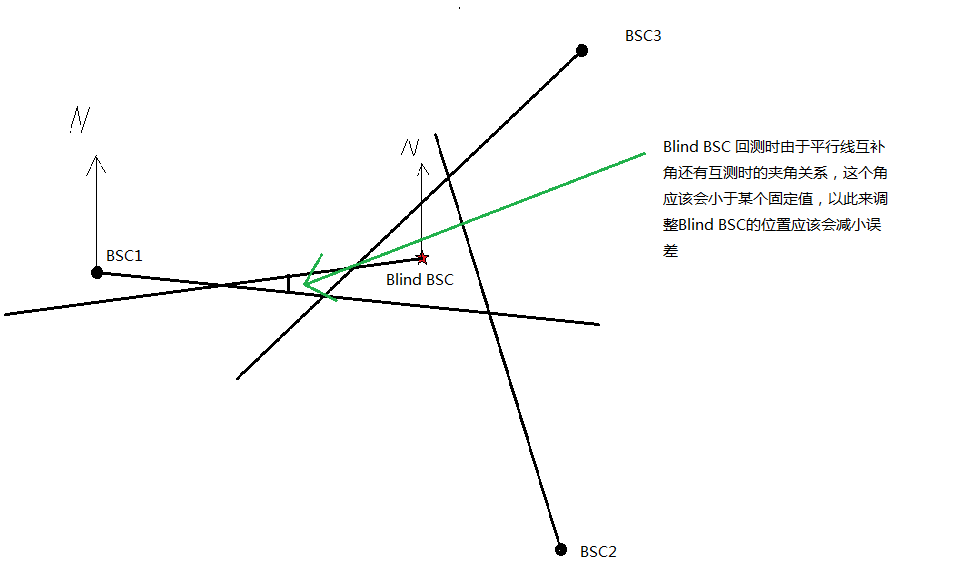 BSC3
N
N
Blind BSC 回测时由于平行线互补
角还有互测时的夹角关系，这个角
应该会小于某个固定值，以此来调
整Blind BSC的位置应该会减小误
差
BSC1
Blind BSC
BSC2